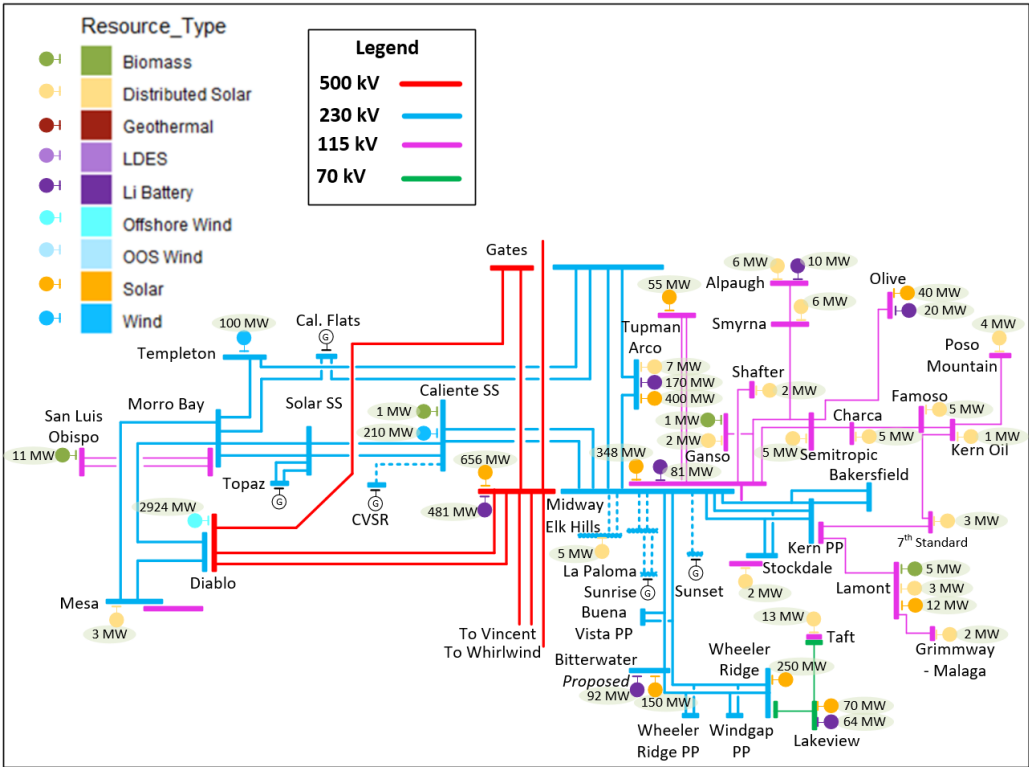 Resource_Type
Biomass
Distributed Solar
Geothermal
LDES
Li Battery
Offshore Wind
OOS Wind
Solar
Wind
Legend
500 kV
230 kV
115 kV
70 kV
Gates
100 MW
Templeton
Cal. Flats
G
Morro Bay
Solar SS
Caliente SS
1 MW
210 MW
San Luis
Obispo
11 MW
Topaz
G
CVSR
G
656 MW
481 MW
2924 MW
Diablo
Mesa
3 MW
To Vincent
To Whirlwind
55 MW
Tupman
Arco
7 MW
170 MW
400 MW
6 MW
10 MW
Alpaugh
6 MW
Smyrna
Olive
40 MW
20 MW
4 MW
Poso
Mountain
Shafter
2 MW
1 MW
2 MW
Ganso
Charca
5 MW
5 MW
Semitropic
Famoso
5 MW
1 MW
Kern Oil
348 MW
81 MW
Bakersfield
Midway
Elk Hills
5 MW
La Paloma
Sunrise
G
Sunset
G
Kern PP
Stockdale
2 MW
3 MW
7th Standard
Lamont
5 MW
3 MW
12 MW
2 MW
Grimmway
- Malaga
Buena
Vista PP
13 MW
Taft
Bitterwater
Proposed
92 MW
150 MW
Wheeler
Ridge
250 MW
Wheeler
Ridge PP
Windgap
PP
70 MW
64 MW
Lakeview